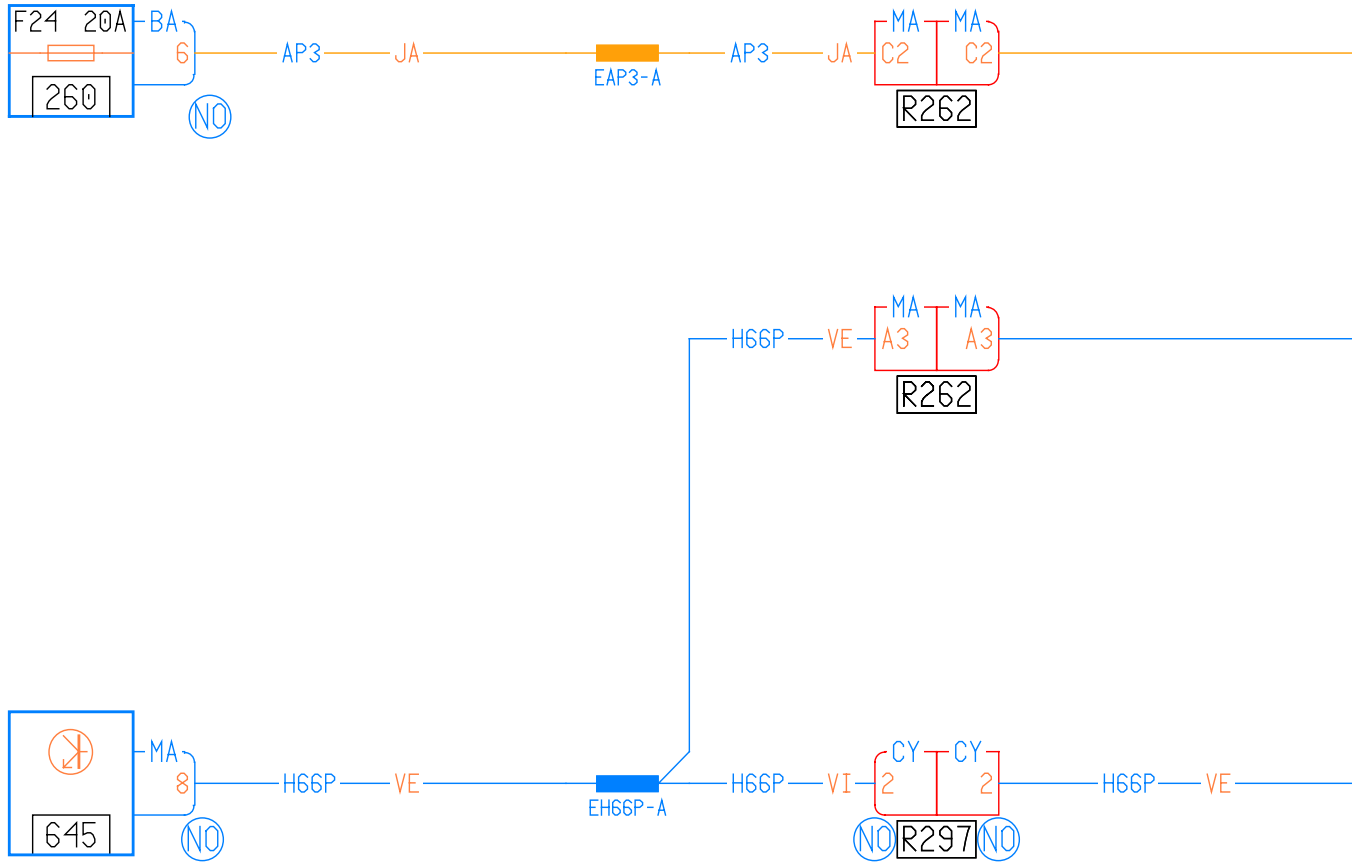 F24 20A BA MA MA
6 AP3 JA AP3 JA C2 C2
EAP3-A
260 NO R262
MA MA
H66P VE A3 A3
R262
MA CY CY
8 H66P VE H66P VI 2 2 H66P VE
EH66P-A
645 NO NO R297 NO